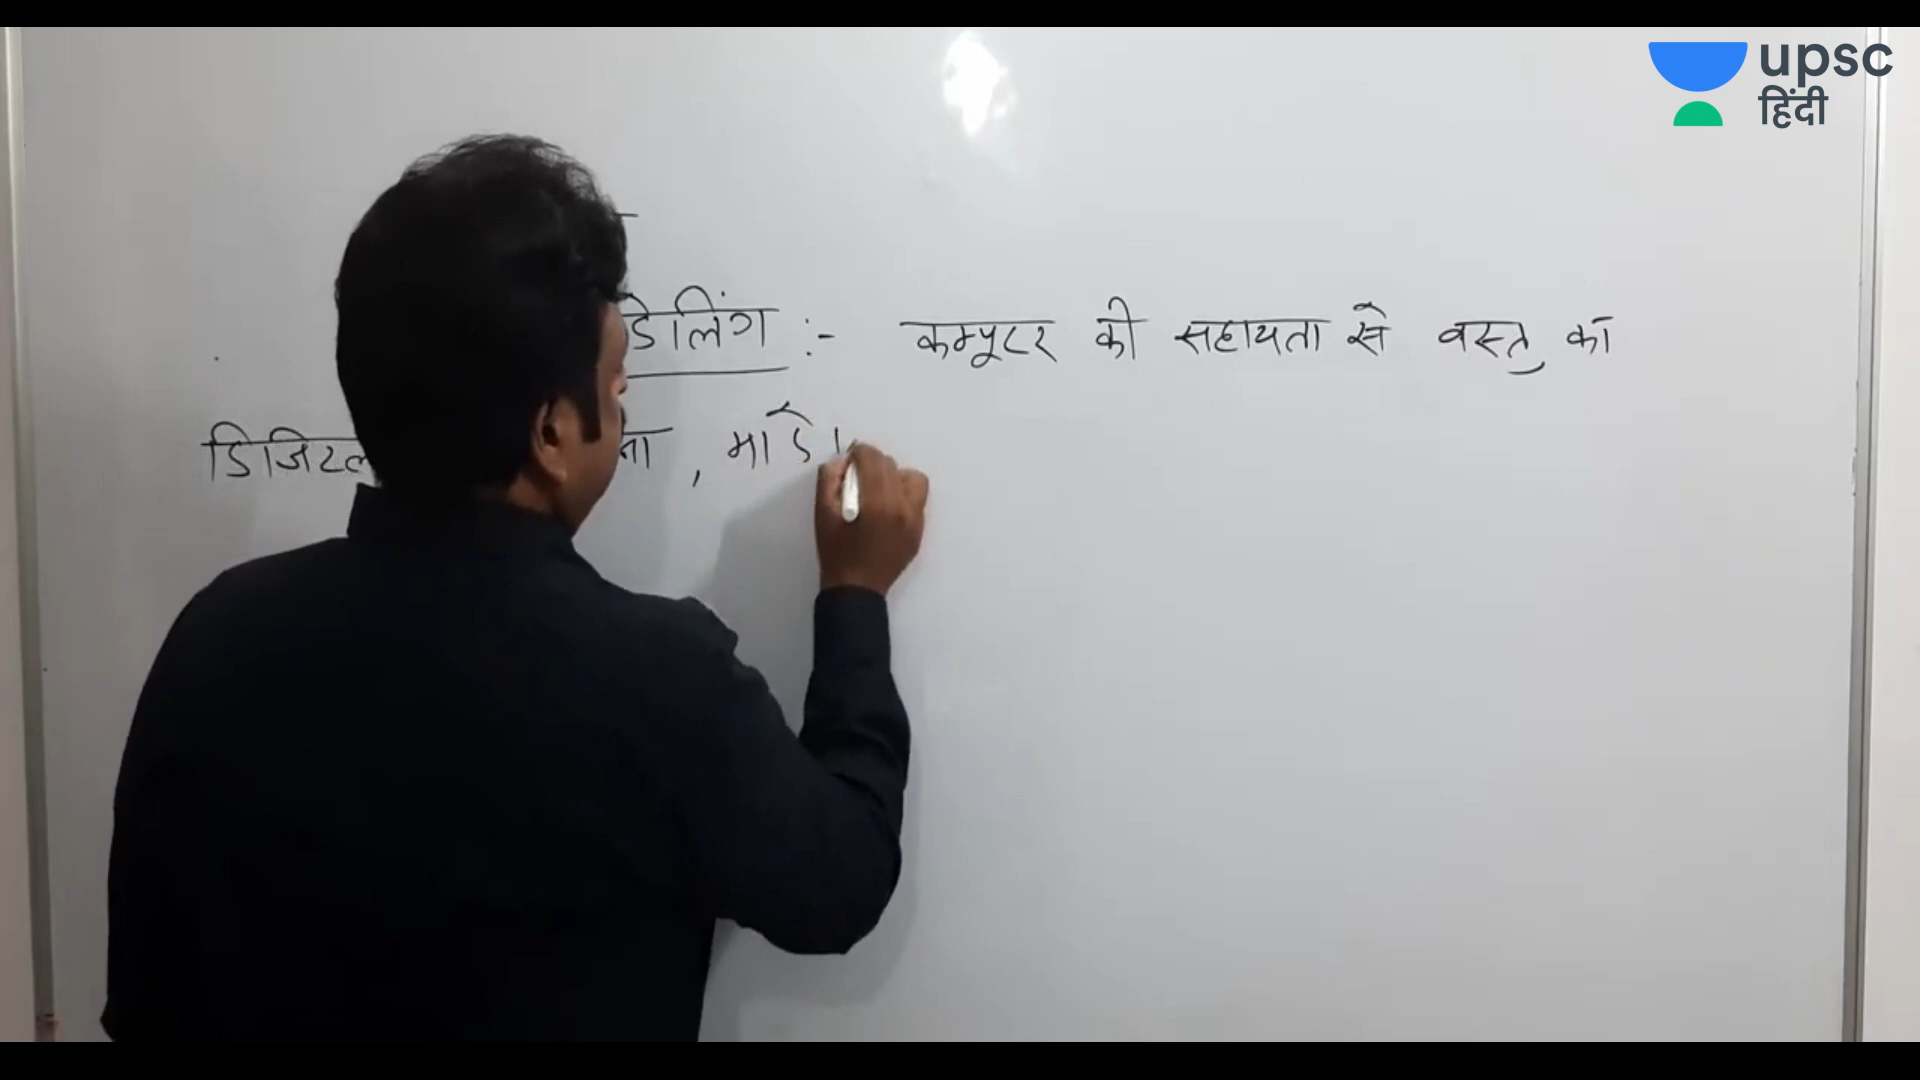 upsc
हिंदी
डिलिंग :- कम्पूटर की सहायता से वस्तु का
डिजिटल ना , माडे